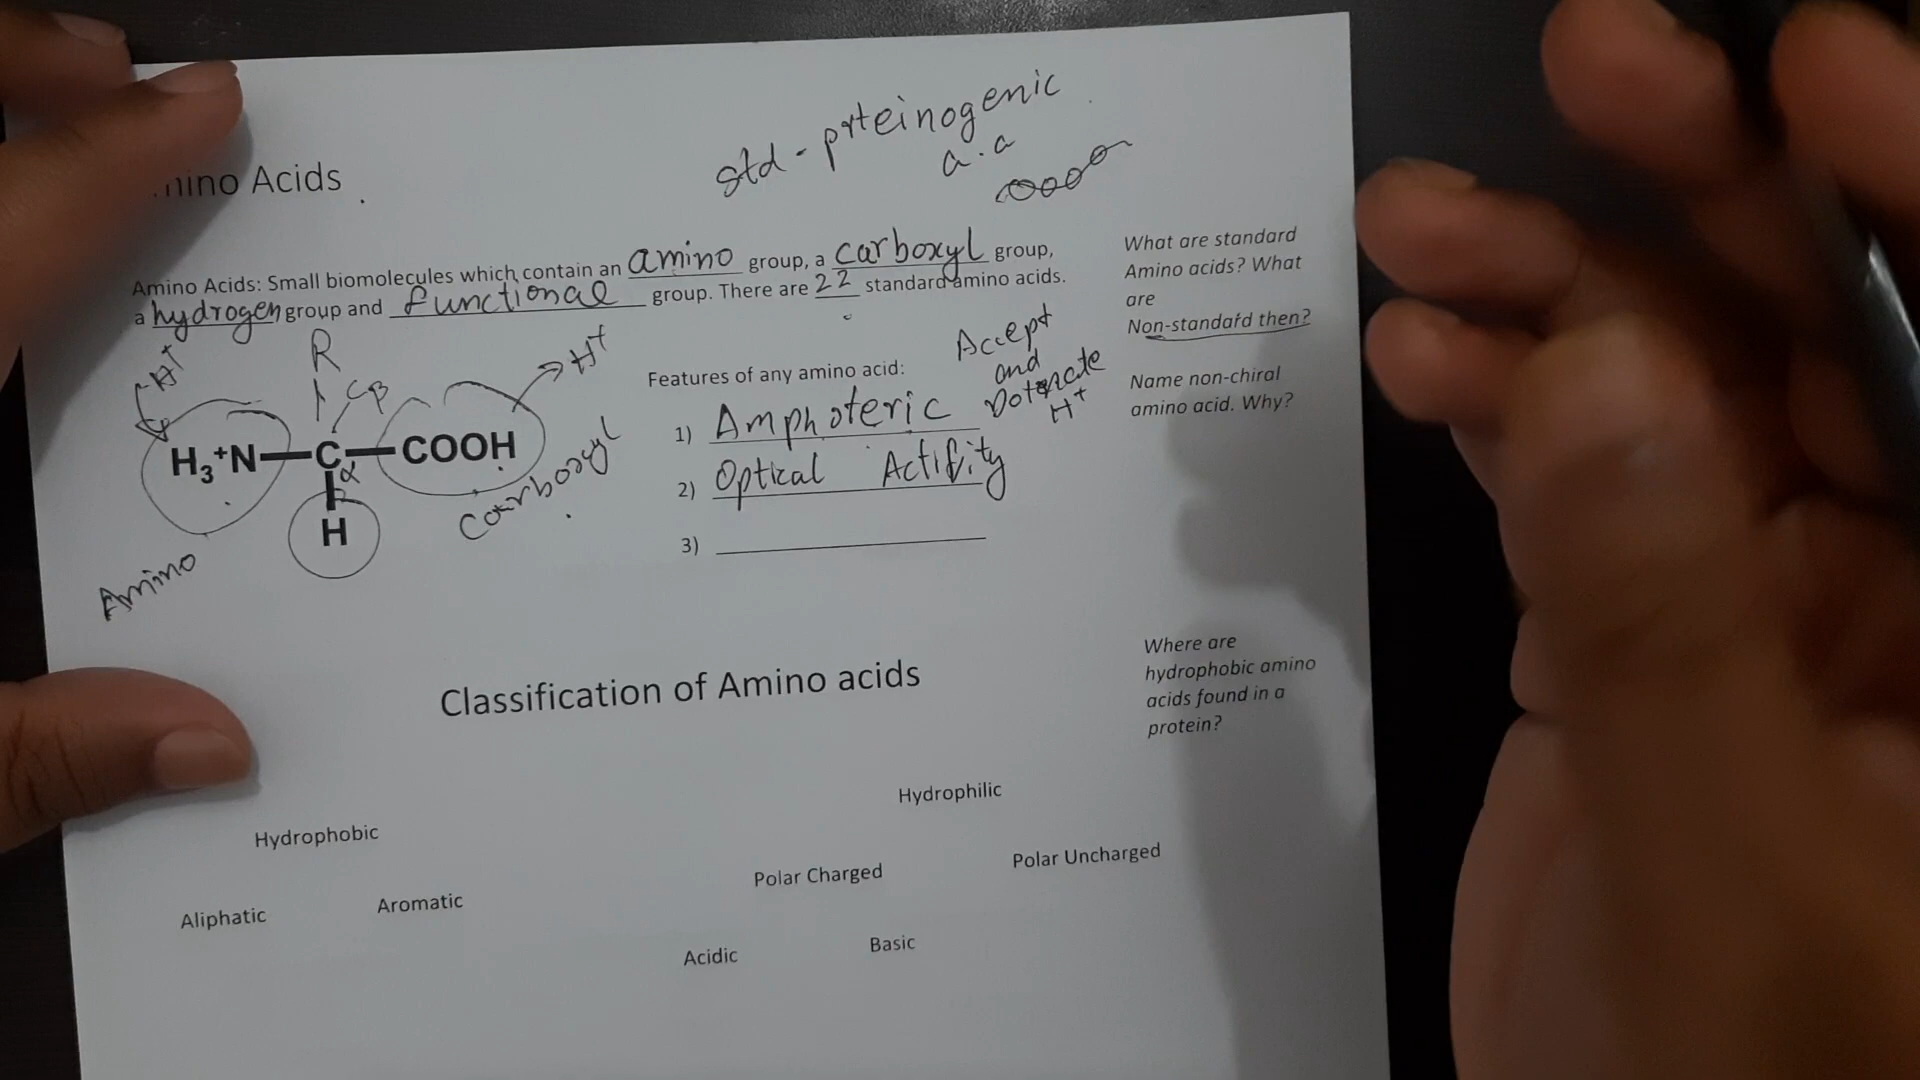 std - prteinogenic
a.a
mino Acids
Amino Acids: Small biomolecules which contain an amino group, a carboxyl group,
a hydrogen group and functional group. There are 22 standard amino acids.
What are standard
Amino acids? What
are
Non-standard then?
Name non-chiral
amino acid. Why?
R
H+
H+
Cβ
H3+N—C—COOH
α
H
Amino
Carboxyl
Features of any amino acid:
Accept
and
H+
1) Amphoteric
2) Optical Activity
3)
Classification of Amino acids
Where are
hydrophobic amino
acids found in a
protein?
Hydrophobic
Hydrophilic
Aliphatic
Aromatic
Polar Charged
Polar Uncharged
Acidic
Basic